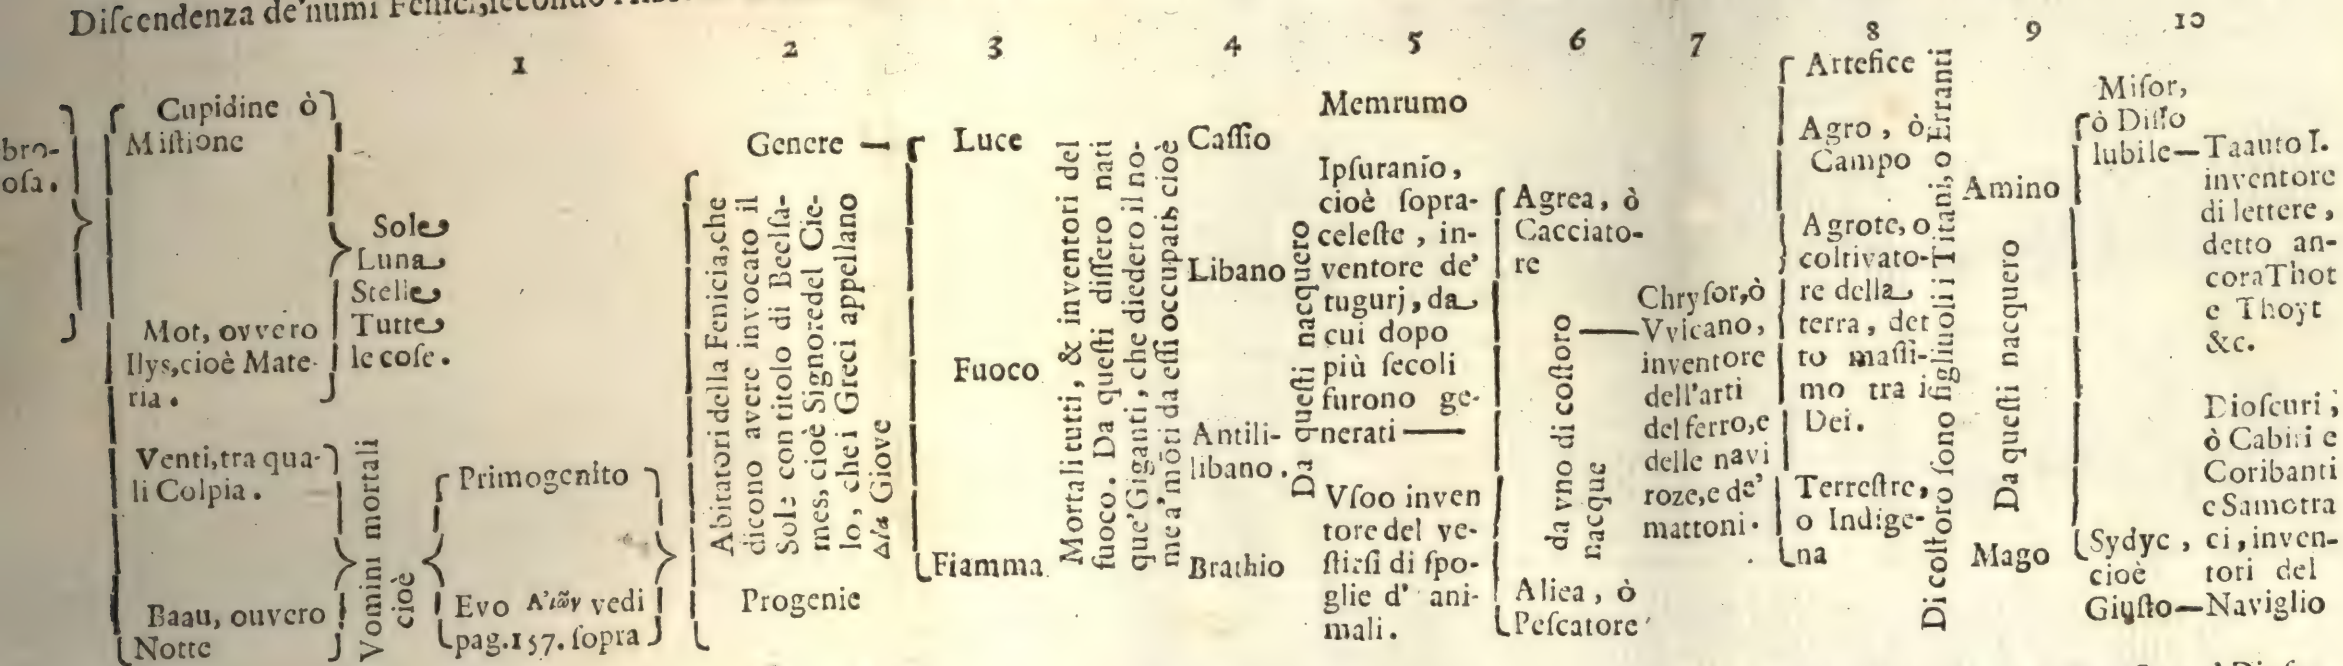 Diſcendenza de' numi Fenici, ſecondo
1
2
3
4
5
6
7
8
9
10
bro-
oſa.
Cupidine ò
Miſtione
Mot, ovvero
Ilys, cioè Mate-
ria.
Venti, tra qua-
li Colpia.
Baau, ouvero
Notte
Sole
Luna
Stelle
Tutte
le coſe.
Vomini mortali
cioè
Primogenito
Evo Α'ιῶν vedi
pag. 157. ſopra
Genere
Abitatori della Fenicia, che
dicono avere invocato il
Sole con titolo di Beelſa-
mes, cioè Signore del Cie-
lo, che i Greci appellano
Δία Giove
Progenie
Luce
Fuoco
Fiamma
Mortali tutti, & inventori del
fuoco. Da queſti diſſero nati
que' Giganti, che diedero il no-
me a' mōti da eſſi occupati, cioè
Caſſio
Libano
Antili-
libano.
Brathio
Da queſti nacquero
Memrumo
Ipſuranio,
cioè ſopra-
celeſte, in-
ventore de'
tugurj, da
cui dopo
più ſecoli
furono ge-
nerati
Vſoo inven
tore del ve-
ſtirſi di ſpo-
glie d' ani-
mali.
Agrea, ò
Cacciato-
re
da vno di coſtoro
nacque
Aliea, ò
Peſcatore
Chryſor, ò
Vvlcano,
inventore
dell'arti
del ferro, e
delle navi
roze, e de'
mattoni.
Artefice
Agro, ò
Campo
Agrote, o
coltivato-
re della
terra, det
to maſſi-
mo tra i
Dei.
Terreſtre,
o Indige-
na
Di coſtoro ſono figliuoli i Titani, o Erranti
Amino
Da queſti nacquero
Mago
Miſor,
ò Diſſo
lubile
Sydyc,
cioè
Giuſto
Taauto I.
inventore
di lettere,
detto an-
cora Thot
e Thoyt
&c.
Dioſcuri,
ò Cabiri e
Coribanti
e Samotra
ci, inven-
tori del
Naviglio